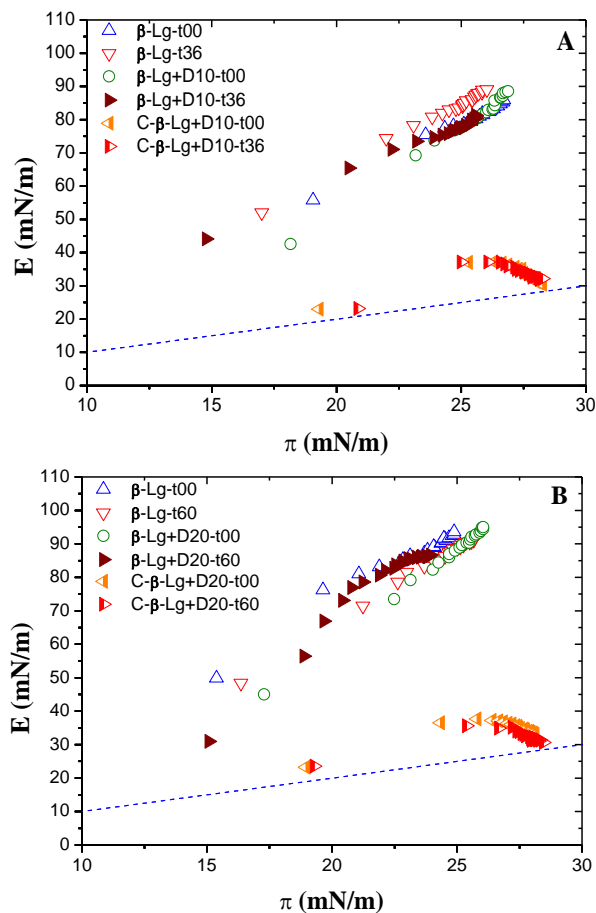 A
β-Lg-t00
β-Lg-t36
β-Lg+D10-t00
β-Lg+D10-t36
C-β-Lg+D10-t00
C-β-Lg+D10-t36
E (mN/m)
100
90
80
70
60
50
40
30
20
10
0
10 15 20 25 30
π (mN/m)
B
β-Lg-t00
β-Lg-t60
β-Lg+D20-t00
β-Lg+D20-t60
C-β-Lg+D20-t00
C-β-Lg+D20-t60
E (mN/m)
110
100
90
80
70
60
50
40
30
20
10
0
10 15 20 25 30
π (mN/m)